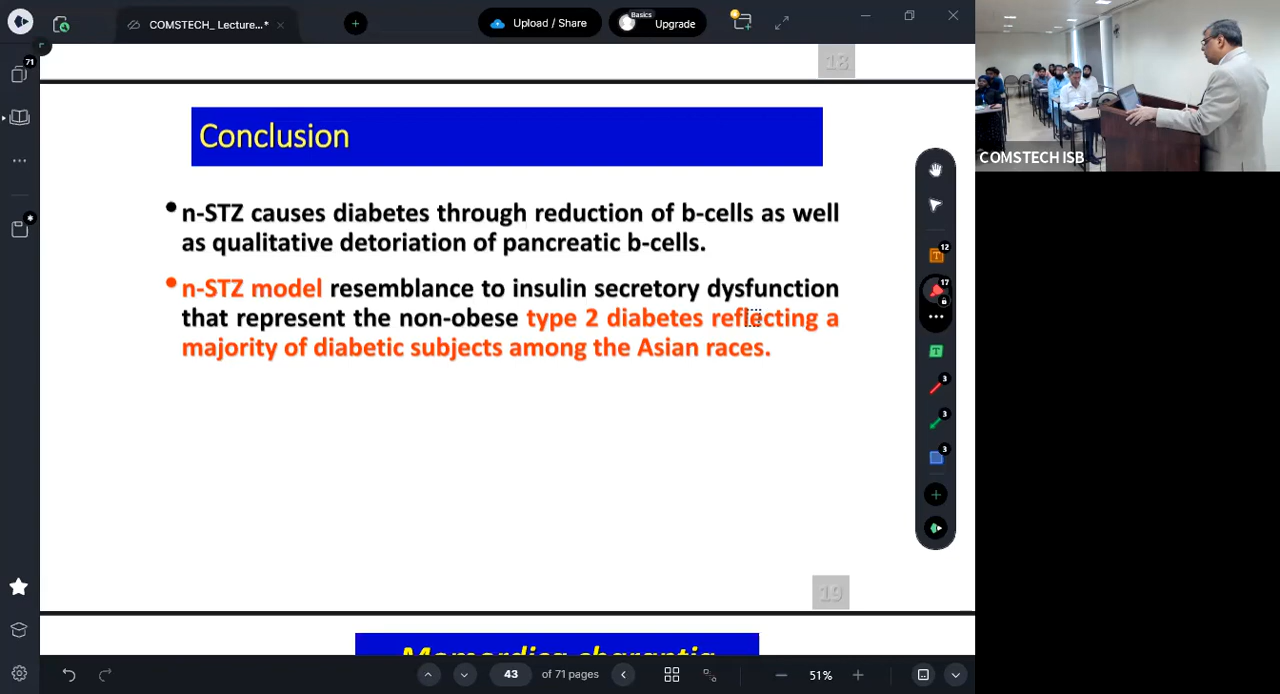 COMSTECH_ Lecture...*
Upload / Share
Basics
Upgrade
71
18
Conclusion
COMSTECH ISB
• n-STZ causes diabetes through reduction of b-cells as well
as qualitative detoriation of pancreatic b-cells.
• n-STZ model resemblance to insulin secretory dysfunction
that represent the non-obese type 2 diabetes reflecting a
majority of diabetic subjects among the Asian races.
12
17
3
3
3
19
43
of 71 pages
51%